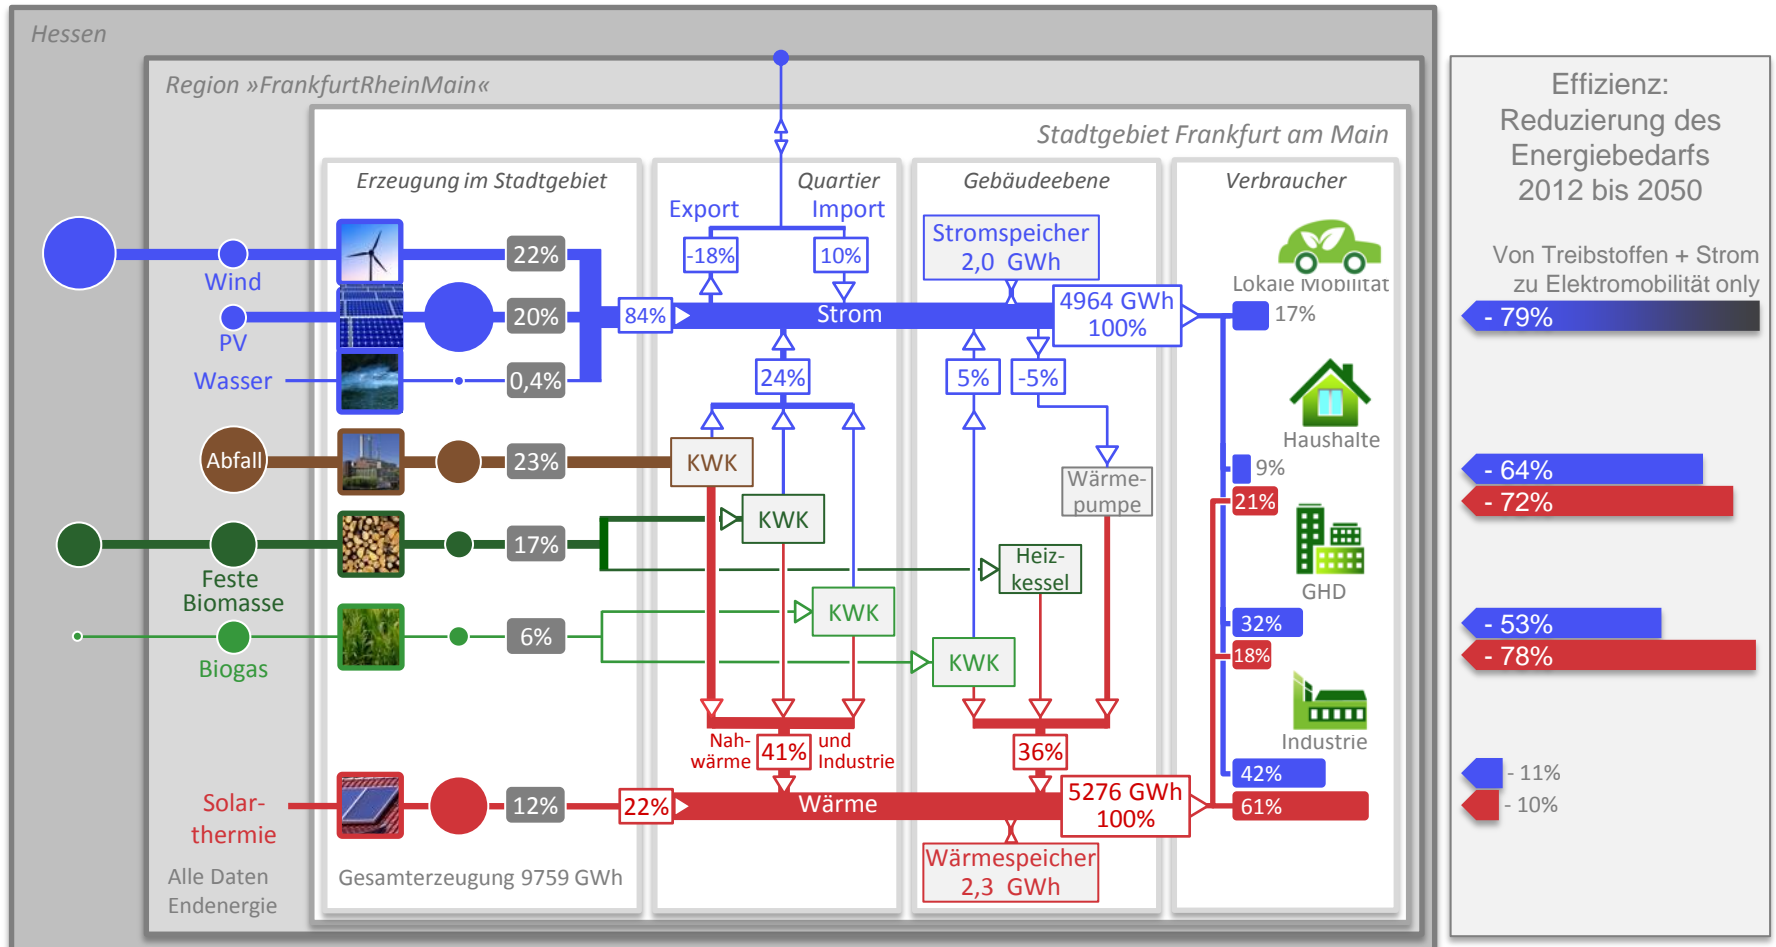 Hessen
Region »FrankfurtRheinMain«
Stadtgebiet Frankfurt am Main
Erzeugung im Stadtgebiet
Quartier
Gebäudeebene
Verbraucher
Export
Import
-18%
10%
Stromspeicher
2,0 GWh
Wind
22%
PV
20%
Wasser
0,4%
84%
Strom
4964 GWh
100%
Lokale Mobilität
17%
24%
5%
-5%
Haushalte
9%
21%
Abfall
23%
KWK
Wärme-
pumpe
Feste
Biomasse
17%
KWK
Heiz-
kessel
GHD
32%
18%
Biogas
6%
KWK
KWK
Nah-
wärme
41%
und
Industrie
36%
Industrie
42%
61%
Solar-
thermie
12%
22%
Wärme
5276 GWh
100%
Wärmespeicher
2,3 GWh
Alle Daten
Endenergie
Gesamterzeugung 9759 GWh
Effizienz:
Reduzierung des
Energiebedarfs
2012 bis 2050
Von Treibstoffen + Strom
zu Elektromobilität only
- 79%
- 64%
- 72%
- 53%
- 78%
- 11%
- 10%